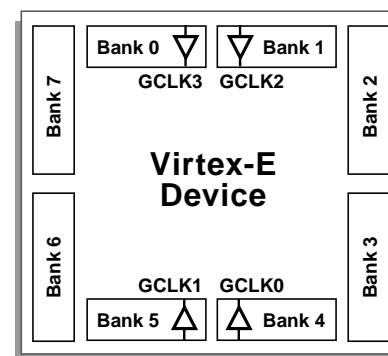 Bank 0
Bank 1
GCLK3
GCLK2
Bank 7
Bank 2
Virtex-E
Device
Bank 6
Bank 3
GCLK1
GCLK0
Bank 5
Bank 4